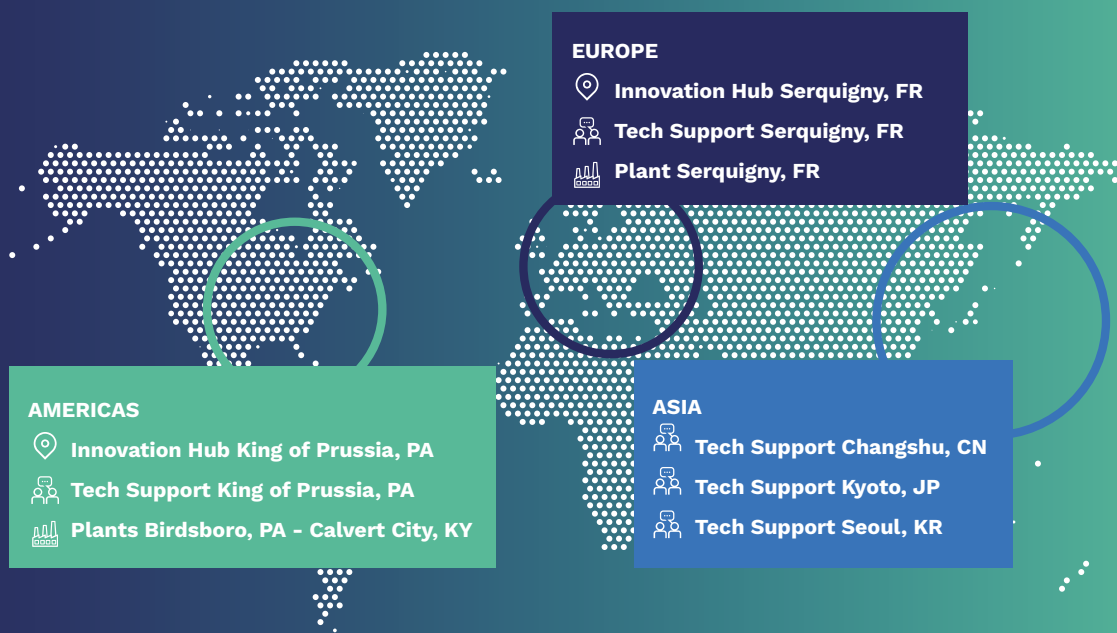 EUROPE
Innovation Hub Serquigny, FR
Tech Support Serquigny, FR
Plant Serquigny, FR
AMERICAS
Innovation Hub King of Prussia, PA
Tech Support King of Prussia, PA
Plants Birdsboro, PA - Calvert City, KY
ASIA
Tech Support Changshu, CN
Tech Support Kyoto, JP
Tech Support Seoul, KR